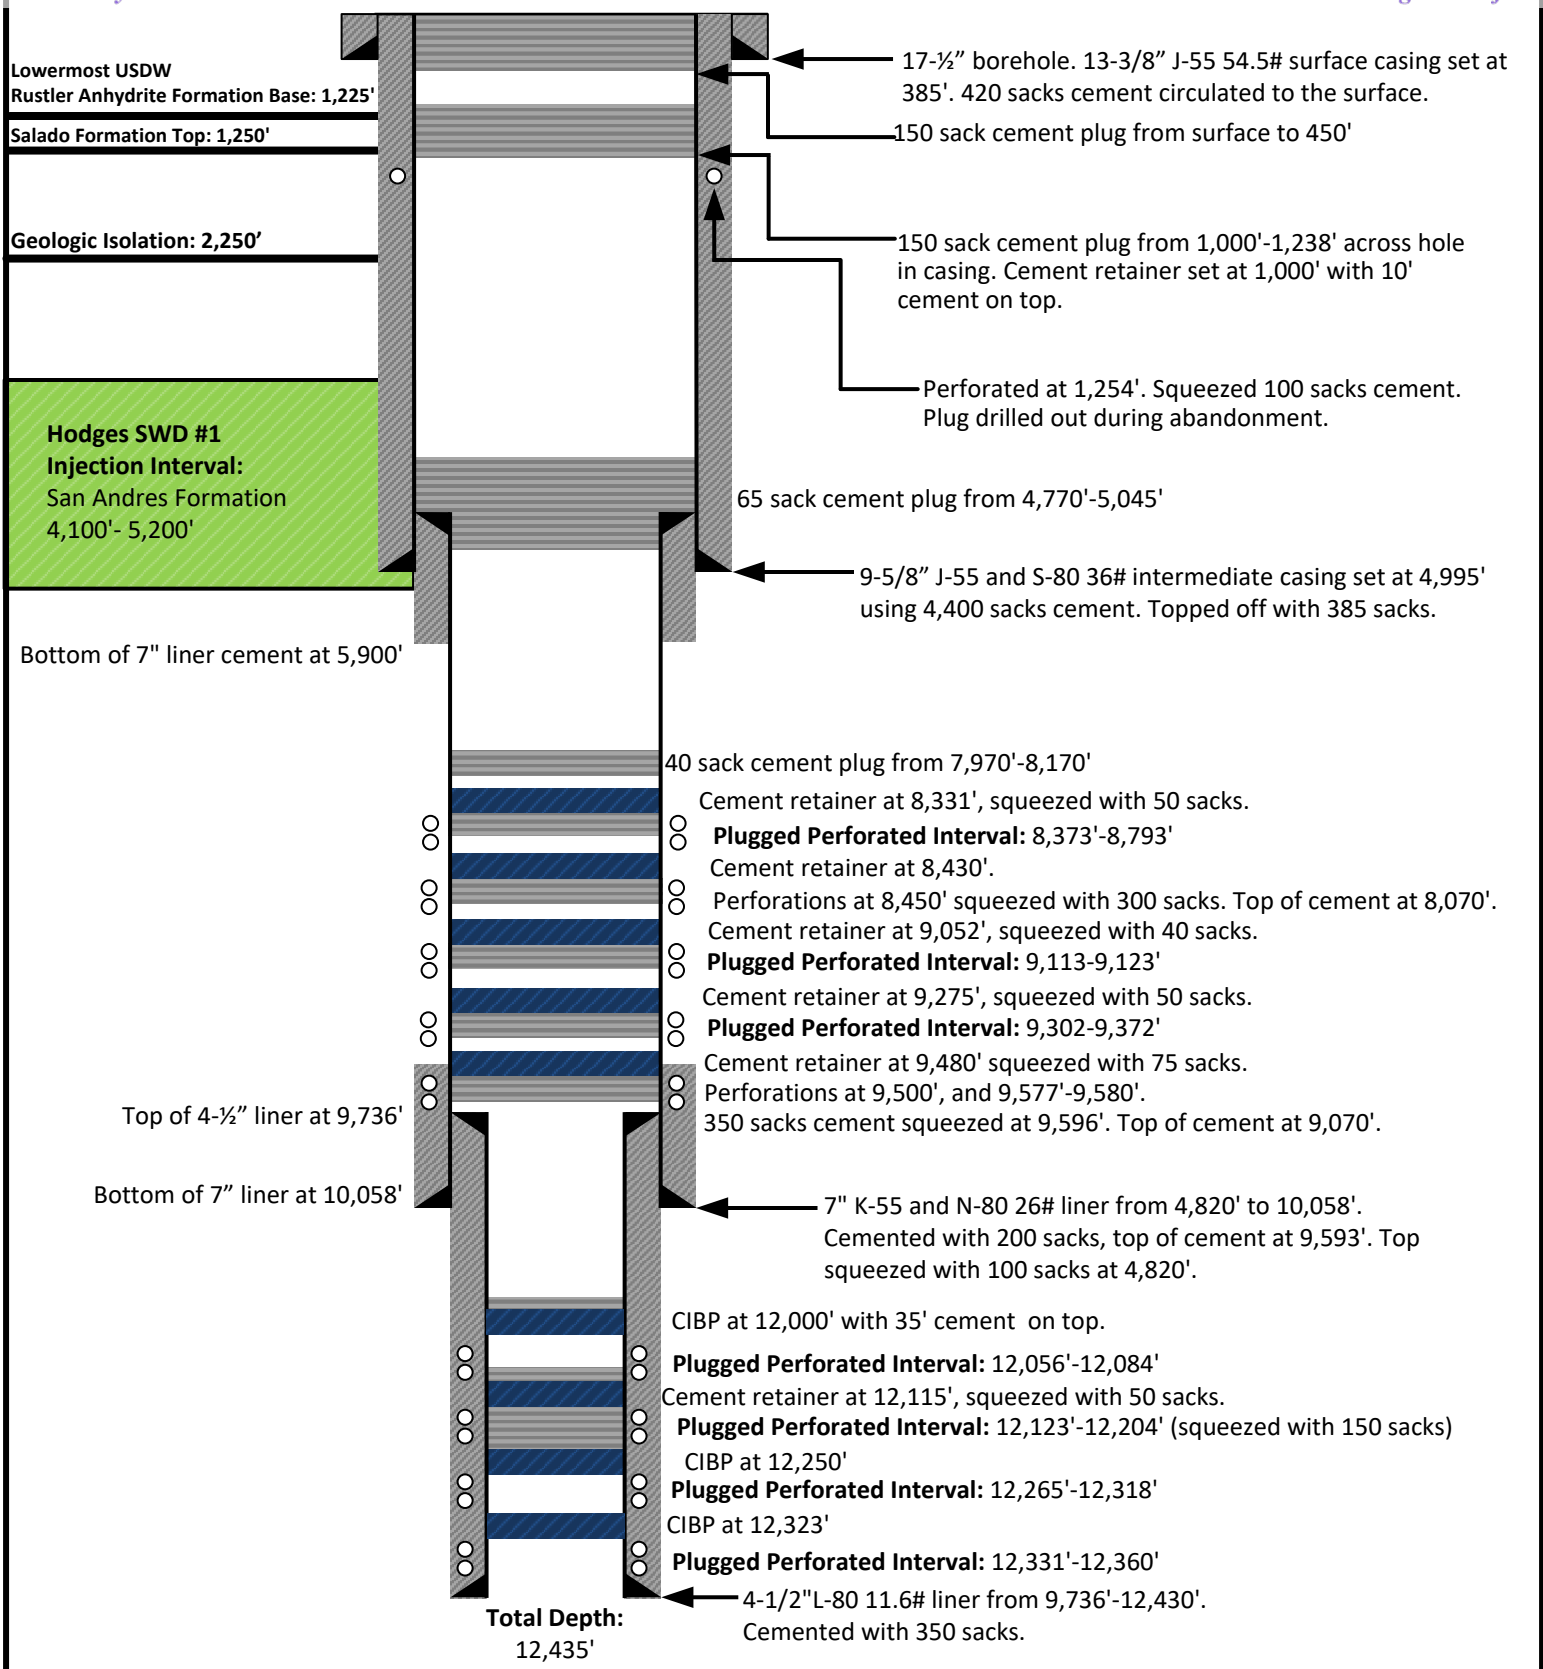 17-½” borehole. 13-3/8” J-55 54.5# surface casing set at
385'. 420 sacks cement circulated to the surface.
Lowermost USDW
Rustler Anhydrite Formation Base: 1,225'
Salado Formation Top: 1,250'
150 sack cement plug from surface to 450'
Geologic Isolation: 2,250’
150 sack cement plug from 1,000'-1,238' across hole
in casing. Cement retainer set at 1,000' with 10'
cement on top.
Perforated at 1,254'. Squeezed 100 sacks cement.
Plug drilled out during abandonment.
Hodges SWD #1
Injection Interval:
San Andres Formation
4,100'- 5,200'
65 sack cement plug from 4,770'-5,045'
9-5/8” J-55 and S-80 36# intermediate casing set at 4,995'
using 4,400 sacks cement. Topped off with 385 sacks.
Bottom of 7" liner cement at 5,900'
40 sack cement plug from 7,970'-8,170'
Cement retainer at 8,331', squeezed with 50 sacks.
Plugged Perforated Interval: 8,373'-8,793'
Cement retainer at 8,430'.
Perforations at 8,450' squeezed with 300 sacks. Top of cement at 8,070'.
Cement retainer at 9,052', squeezed with 40 sacks.
Plugged Perforated Interval: 9,113-9,123'
Cement retainer at 9,275', squeezed with 50 sacks.
Plugged Perforated Interval: 9,302-9,372'
Cement retainer at 9,480' squeezed with 75 sacks.
Perforations at 9,500', and 9,577'-9,580'.
350 sacks cement squeezed at 9,596'. Top of cement at 9,070'.
Top of 4-½” liner at 9,736'
Bottom of 7” liner at 10,058'
7" K-55 and N-80 26# liner from 4,820' to 10,058'.
Cemented with 200 sacks, top of cement at 9,593'. Top
squeezed with 100 sacks at 4,820'.
CIBP at 12,000' with 35' cement  on top.
Plugged Perforated Interval: 12,056'-12,084'
Cement retainer at 12,115', squeezed with 50 sacks.
Plugged Perforated Interval: 12,123'-12,204' (squeezed with 150 sacks)
CIBP at 12,250'
Plugged Perforated Interval: 12,265'-12,318'
CIBP at 12,323'
Plugged Perforated Interval: 12,331'-12,360'
4-1/2"L-80 11.6# liner from 9,736'-12,430'.
Cemented with 350 sacks.
Total Depth:
12,435'